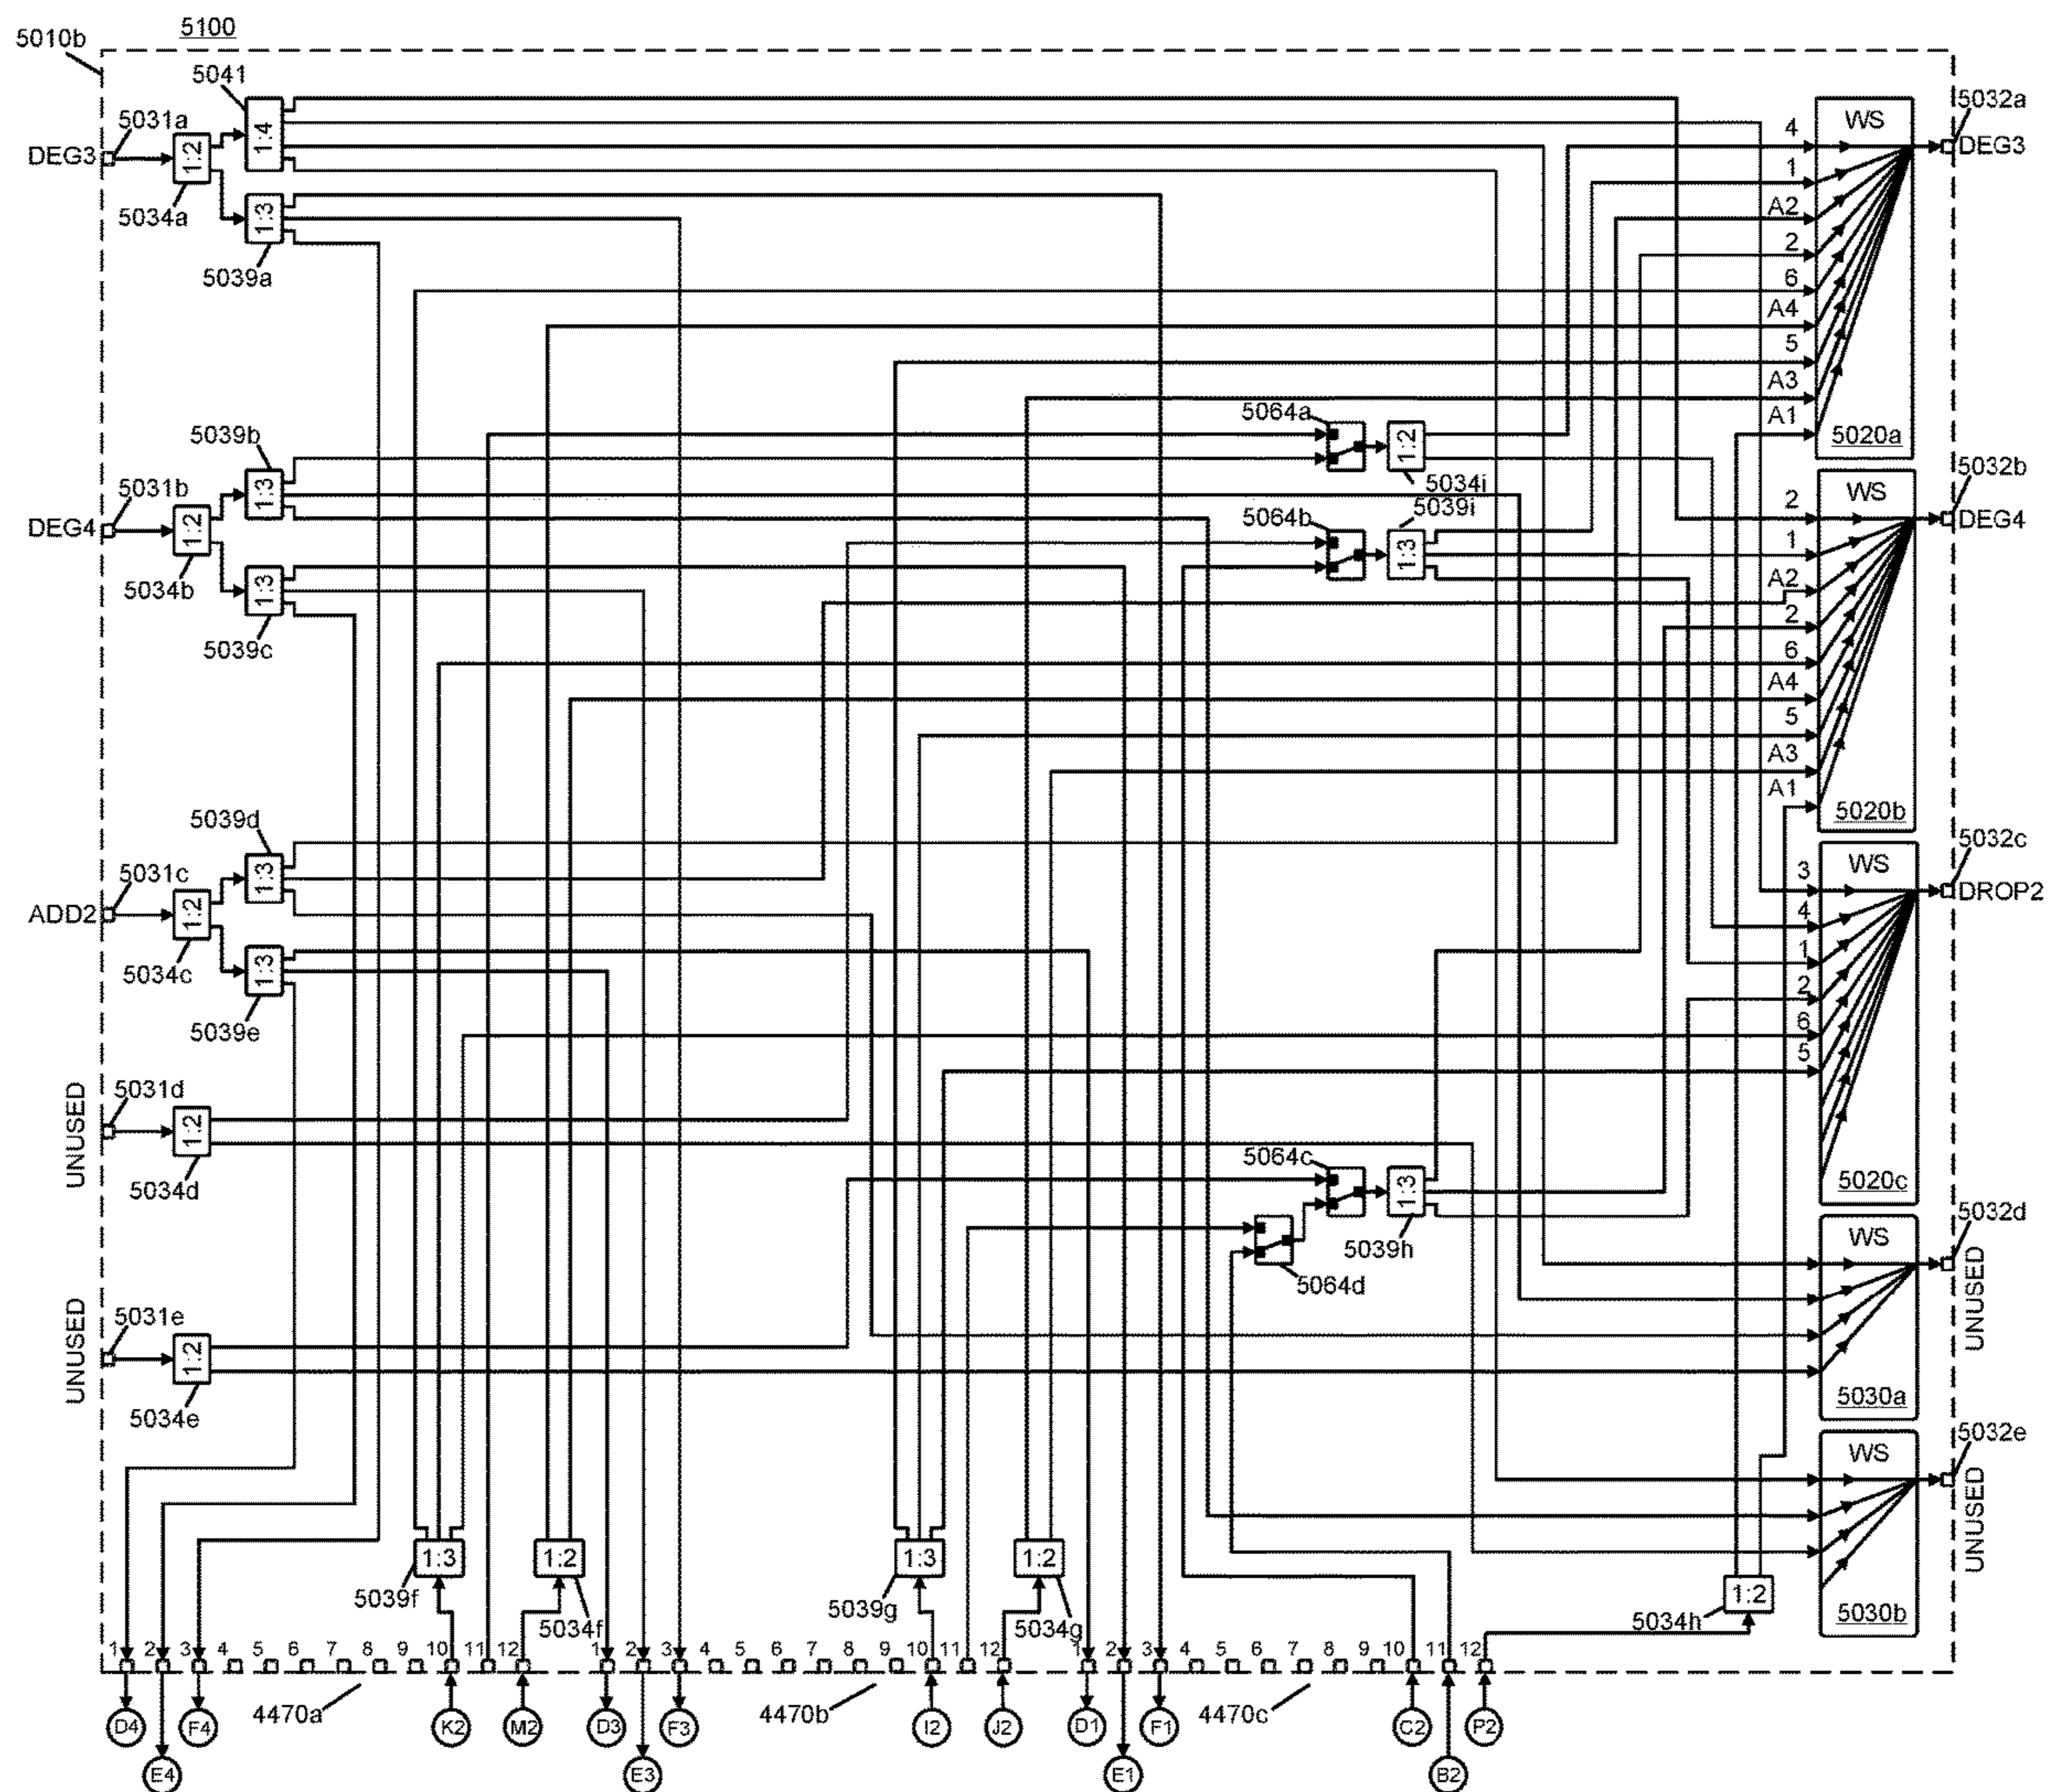 5100
5010b
5041
1:4
5031a
DEG3
1:2
5034a
1:3
5039a
WS
5032a
DEG3
4
1
A2
2
6
A4
5
A3
A1
5020a
5064a
1:2
5034i
5039b
1:3
5031b
DEG4
1:2
5034b
1:3
5039c
5064b
5039i
1:3
WS
5032b
DEG4
2
1
A2
2
6
A4
5
A3
A1
5020b
5039d
1:3
5031c
ADD2
1:2
5034c
1:3
5039e
WS
5032c
DROP2
3
4
1
2
6
5
5020c
UNUSED
5031d
1:2
5034d
5064c
1:3
5039h
5064d
WS
5032d
UNUSED
5030a
UNUSED
5031e
1:2
5034e
WS
5032e
UNUSED
5030b
1:3
5039f
1:2
5034f
1:3
5039g
1:2
5034g
1:2
5034h
1 2 3 4 5 6 7 8 9 10 11 12
1 2 3 4 5 6 7 8 9 10 11 12
1 2 3 4 5 6 7 8 9 10 11 12
4470a
4470b
4470c
D4
F4
K2
M2
D3
F3
I2
J2
D1
F1
C2
P2
E4
E3
E1
B2